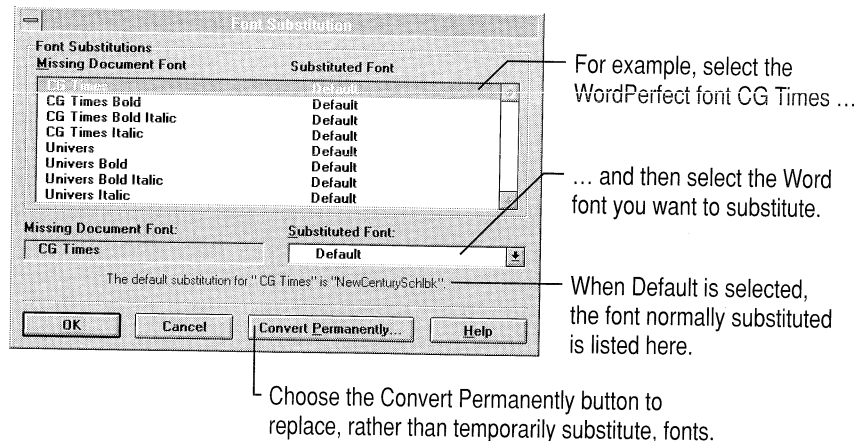 Font Substitution
Font Substitutions
Missing Document Font Substituted Font
CG Times Default
CG Times Bold Default
CG Times Bold Italic Default
CG Times Italic Default
Univers Default
Univers Bold Default
Univers Bold Italic Default
Univers Italic Default
Missing Document Font: Substituted Font:
CG Times Default
The default substitution for "CG Times" is "NewCenturySchlbk".
OK Cancel Convert Permanently... Help
For example, select the
WordPerfect font CG Times ...
... and then select the Word
font you want to substitute.
When Default is selected,
the font normally substituted
is listed here.
Choose the Convert Permanently button to
replace, rather than temporarily substitute, fonts.